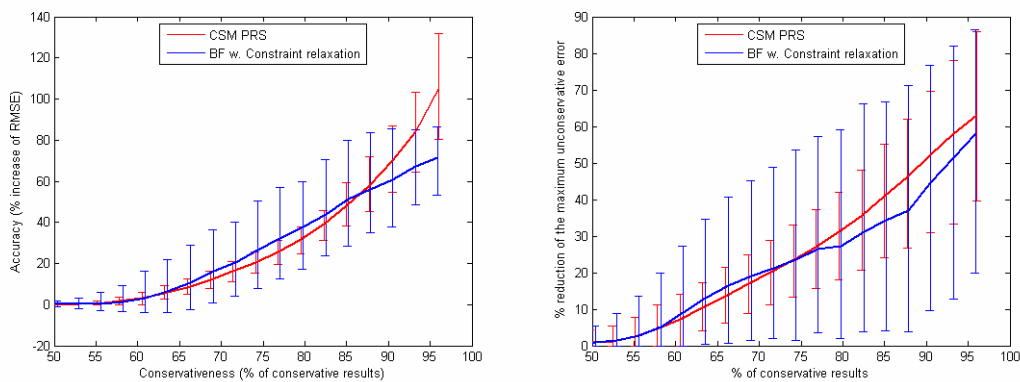 140
120
100
80
60
40
20
0
-20
Accuracy (% increase of RMSE)
CSM PRS
BF w. Constraint relaxation
50 55 60 65 70 75 80 85 90 95 100
Conservativeness (% of conservative results)
90
80
70
60
50
40
30
20
10
0
% reduction of the maximum unconservative error
CSM PRS
BF w. Constraint relaxation
50 55 60 65 70 75 80 85 90 95 100
% of conservative results